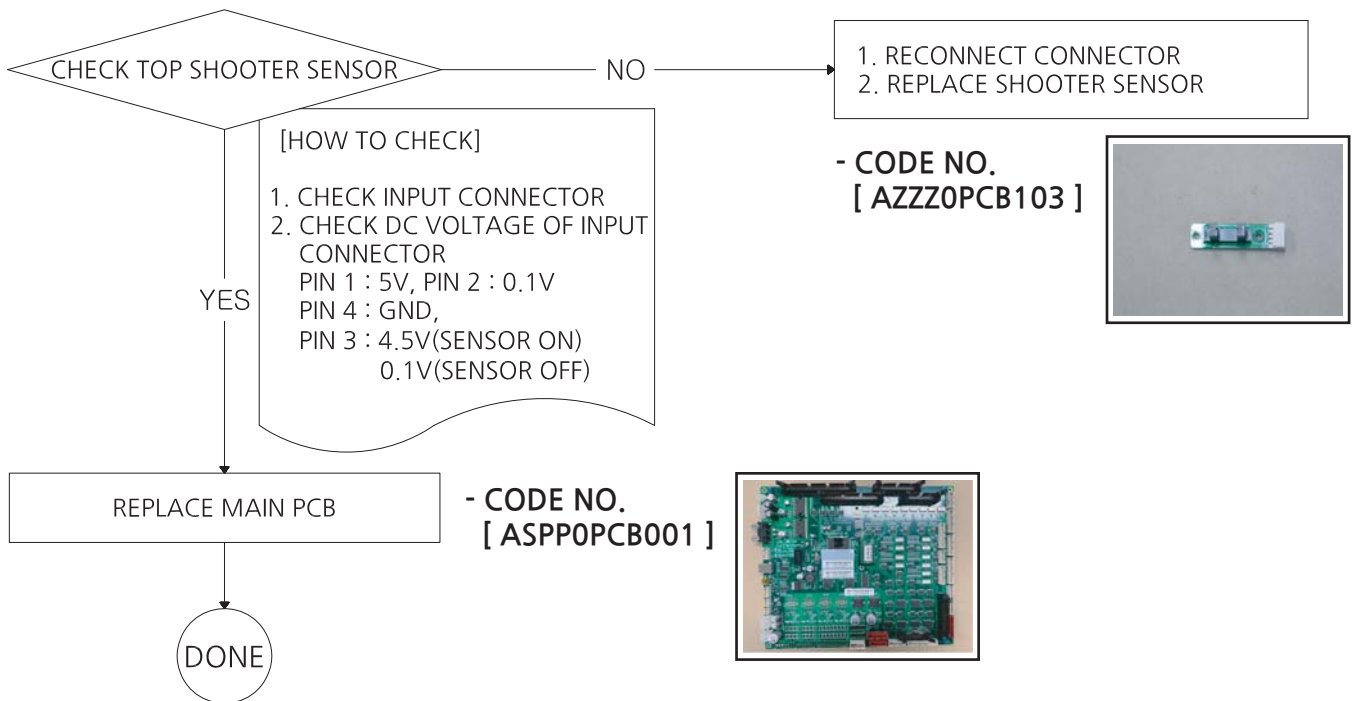 CHECK TOP SHOOTER SENSOR
NO
1. RECONNECT CONNECTOR
2. REPLACE SHOOTER SENSOR
[HOW TO CHECK]
1. CHECK INPUT CONNECTOR
2. CHECK DC VOLTAGE OF INPUT
CONNECTOR
PIN 1 : 5V, PIN 2 : 0.1V
PIN 4 : GND,
PIN 3 : 4.5V(SENSOR ON)
0.1V(SENSOR OFF)
- CODE NO.
[ AZZZ0PCB103 ]
YES
REPLACE MAIN PCB
- CODE NO.
[ ASPP0PCB001 ]
DONE